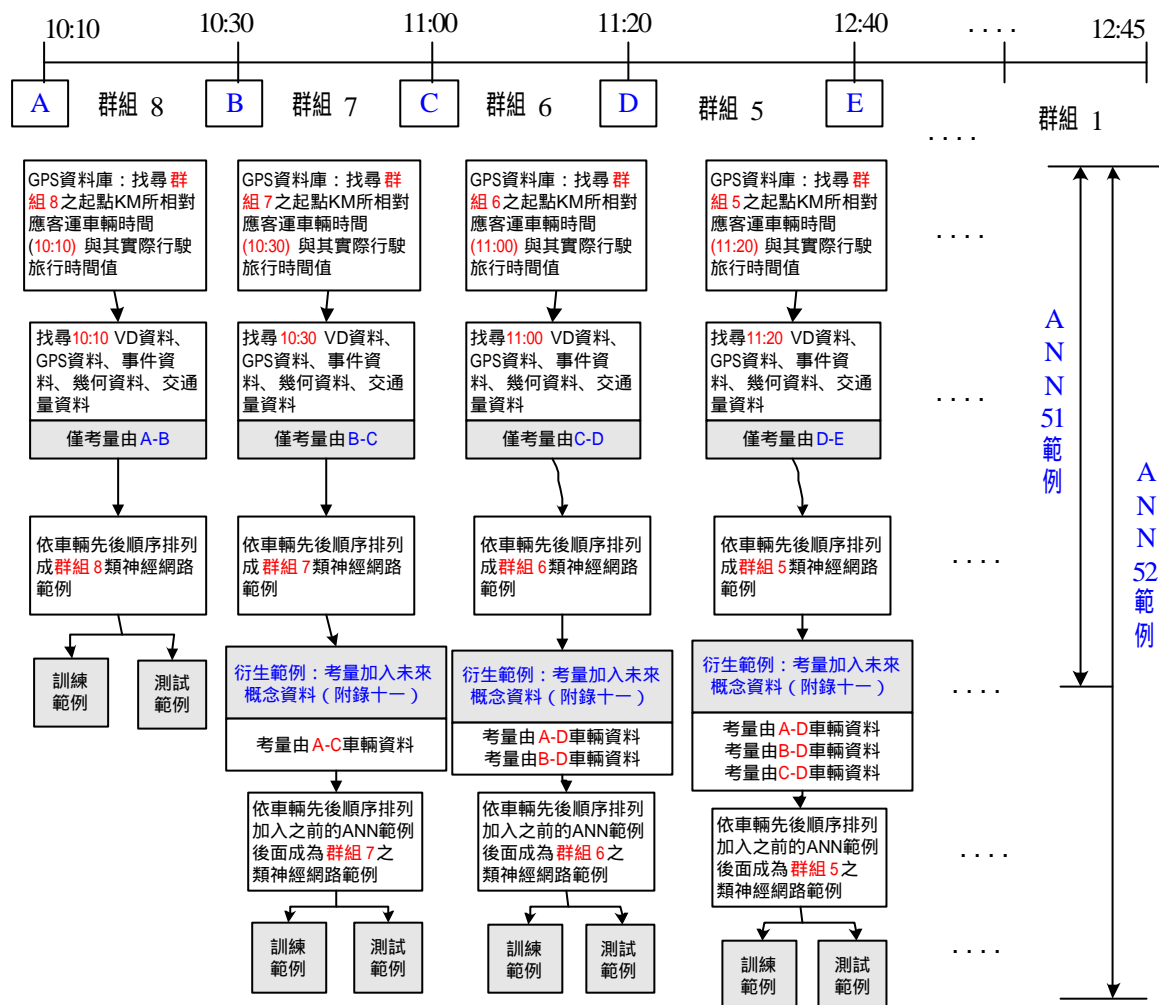 10:10
10:30
11:00
11:20
12:40
. . . .
12:45
A
群組 8
B
群組 7
C
群組 6
D
群組 5
E
. . . .
群組 1
GPS資料庫：找尋群
組 8之起點KM所相對
應客運車輛時間
(10:10) 與其實際行駛
旅行時間值
找尋10:10 VD資料、
GPS資料、事件資
料、幾何資料、交通
量資料
僅考量由A-B
依車輛先後順序排列
成群組 8類神經網路
範例
訓練
範例
測試
範例
GPS資料庫：找尋群
組 7之起點KM所相對
應客運車輛時間
(10:30) 與其實際行駛
旅行時間值
找尋10:30 VD資料、
GPS資料、事件資
料、幾何資料、交通
量資料
僅考量由B-C
依車輛先後順序排列
成群組 7類神經網路
範例
衍生範例：考量加入未來
概念資料（附錄十一）
考量由A-C車輛資料
依車輛先後順序排列
加入之前的ANN範例
後面成為群組 7之
類神經網路範例
訓練
範例
測試
範例
GPS資料庫：找尋群
組 6之起點KM所相對
應客運車輛時間
(11:00) 與其實際行駛
旅行時間值
找尋11:00 VD資料、
GPS資料、事件資
料、幾何資料、交通
量資料
僅考量由C-D
依車輛先後順序排列
成群組 6類神經網路
範例
衍生範例：考量加入未來
概念資料（附錄十一）
考量由A-D車輛資料
考量由B-D車輛資料
依車輛先後順序排列
加入之前的ANN範例
後面成為群組 6之
類神經網路範例
訓練
範例
測試
範例
GPS資料庫：找尋群
組 5之起點KM所相對
應客運車輛時間
(11:20) 與其實際行駛
旅行時間值
找尋11:20 VD資料、
GPS資料、事件資
料、幾何資料、交通
量資料
僅考量由D-E
依車輛先後順序排列
成群組 5類神經網路
範例
衍生範例：考量加入未來
概念資料（附錄十一）
考量由A-D車輛資料
考量由B-D車輛資料
考量由C-D車輛資料
依車輛先後順序排列
加入之前的ANN範例
後面成為群組 5之
類神經網路範例
訓練
範例
測試
範例
. . . .
. . . .
. . . .
. . . .
. . . .
. . . .
ANN51範例
ANN52範例